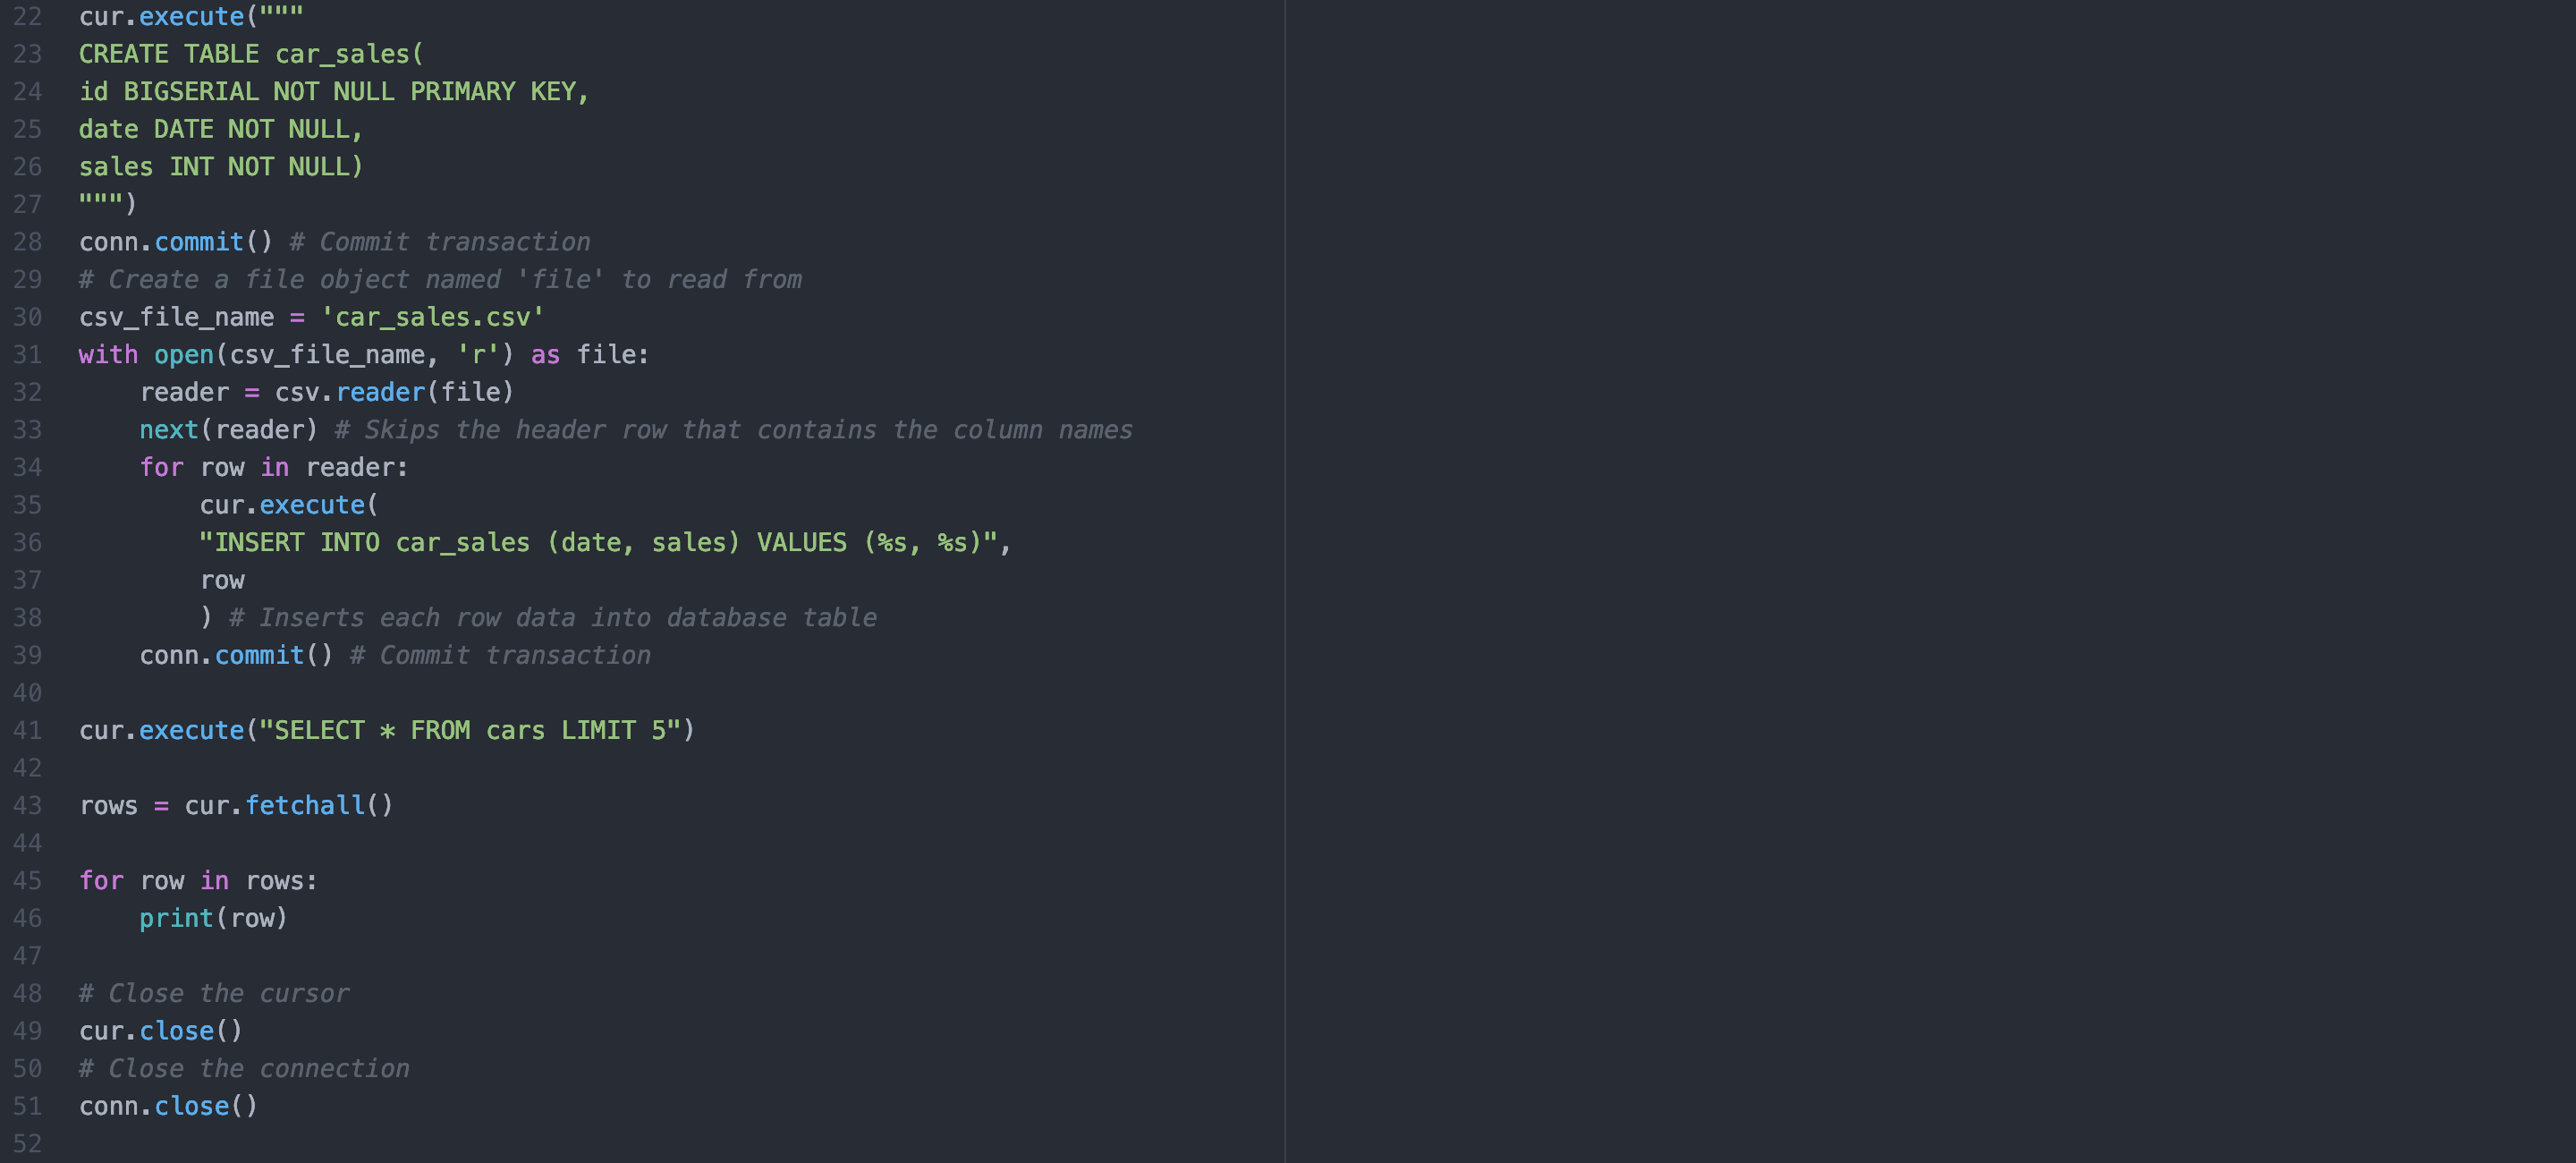 22 cur.execute("""
23 CREATE TABLE car_sales(
24 id BIGSERIAL NOT NULL PRIMARY KEY,
25 date DATE NOT NULL,
26 sales INT NOT NULL)
27 """)
28 conn.commit() # Commit transaction
29 # Create a file object named 'file' to read from
30 csv_file_name = 'car_sales.csv'
31 with open(csv_file_name, 'r') as file:
32     reader = csv.reader(file)
33     next(reader) # Skips the header row that contains the column names
34     for row in reader:
35         cur.execute(
36         "INSERT INTO car_sales (date, sales) VALUES (%s, %s)",
37         row
38         ) # Inserts each row data into database table
39     conn.commit() # Commit transaction
40
41 cur.execute("SELECT * FROM cars LIMIT 5")
42
43 rows = cur.fetchall()
44
45 for row in rows:
46     print(row)
47
48 # Close the cursor
49 cur.close()
50 # Close the connection
51 conn.close()
52